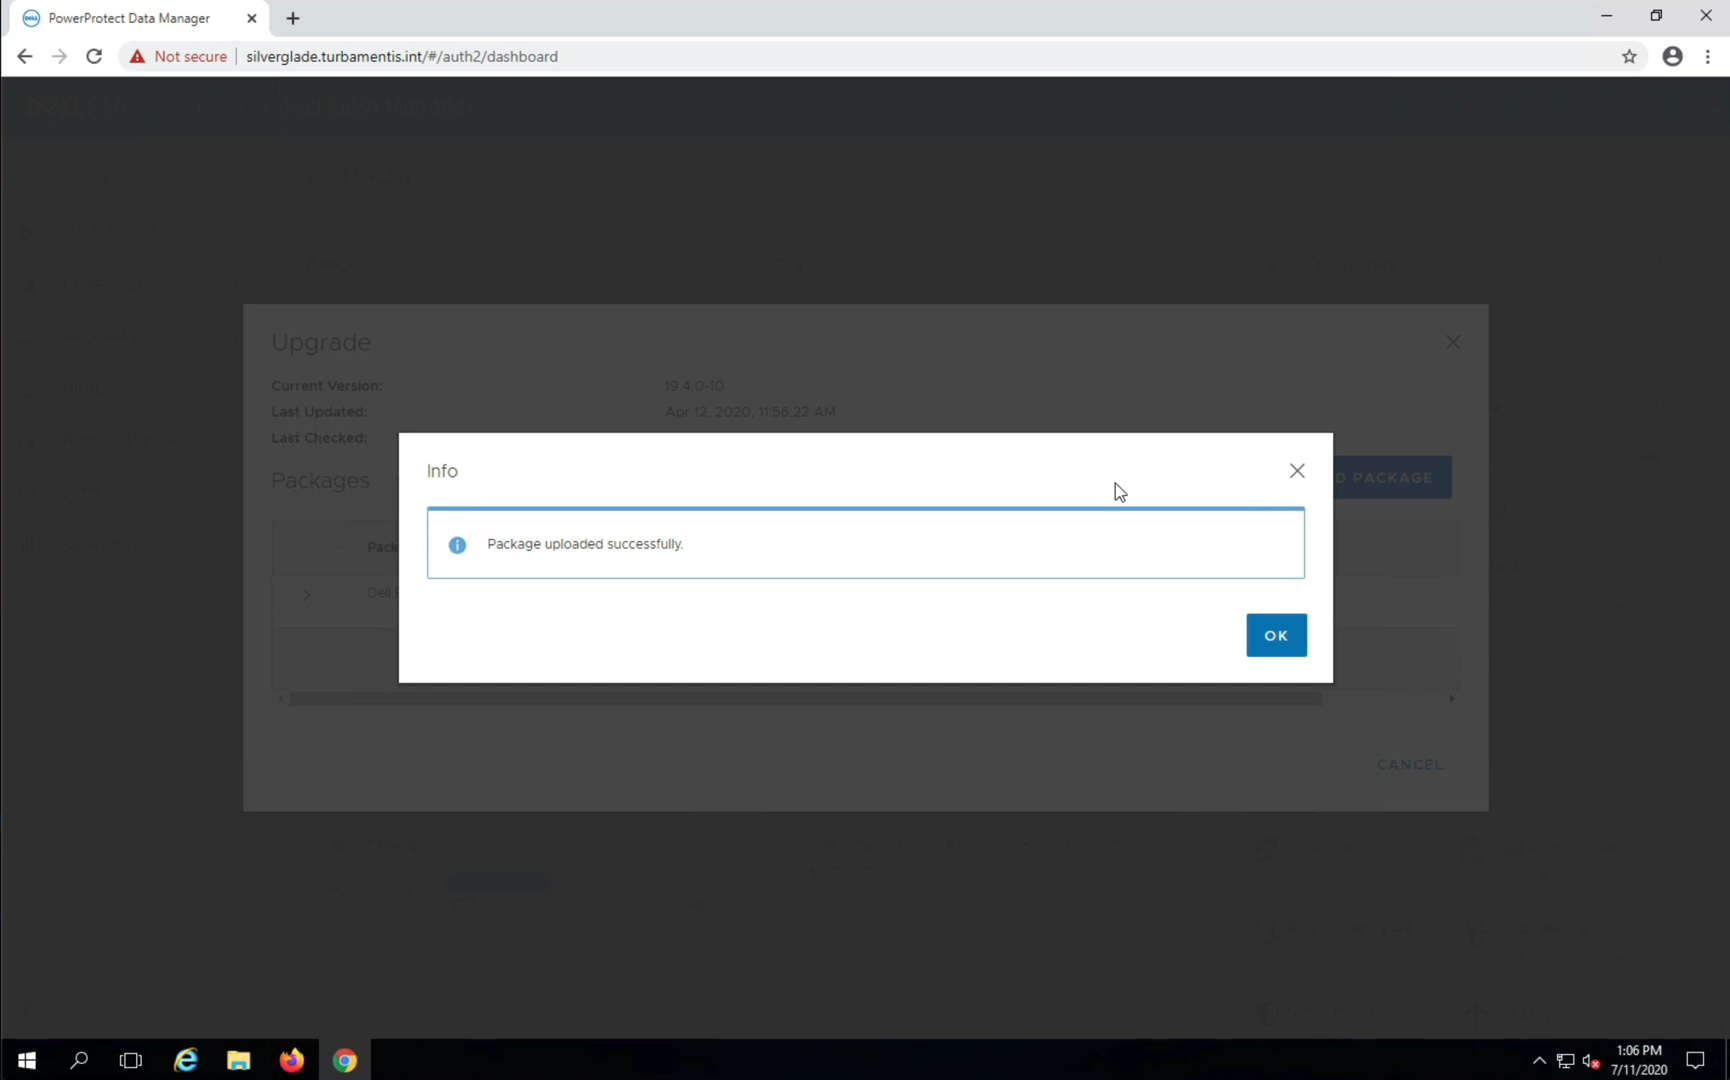 PowerProtect Data Manager
Not secure
silverglade.turbamentis.int/#/auth2/dashboard
Upgrade
Current Version: 19.4.0-10
Last Updated: Apr 12, 2020, 11:56:22 AM
Last Checked:
Info
Packages
D PACKAGE
Package uploaded successfully.
Pack
Dell
OK
CANCEL
1:06 PM
7/11/2020